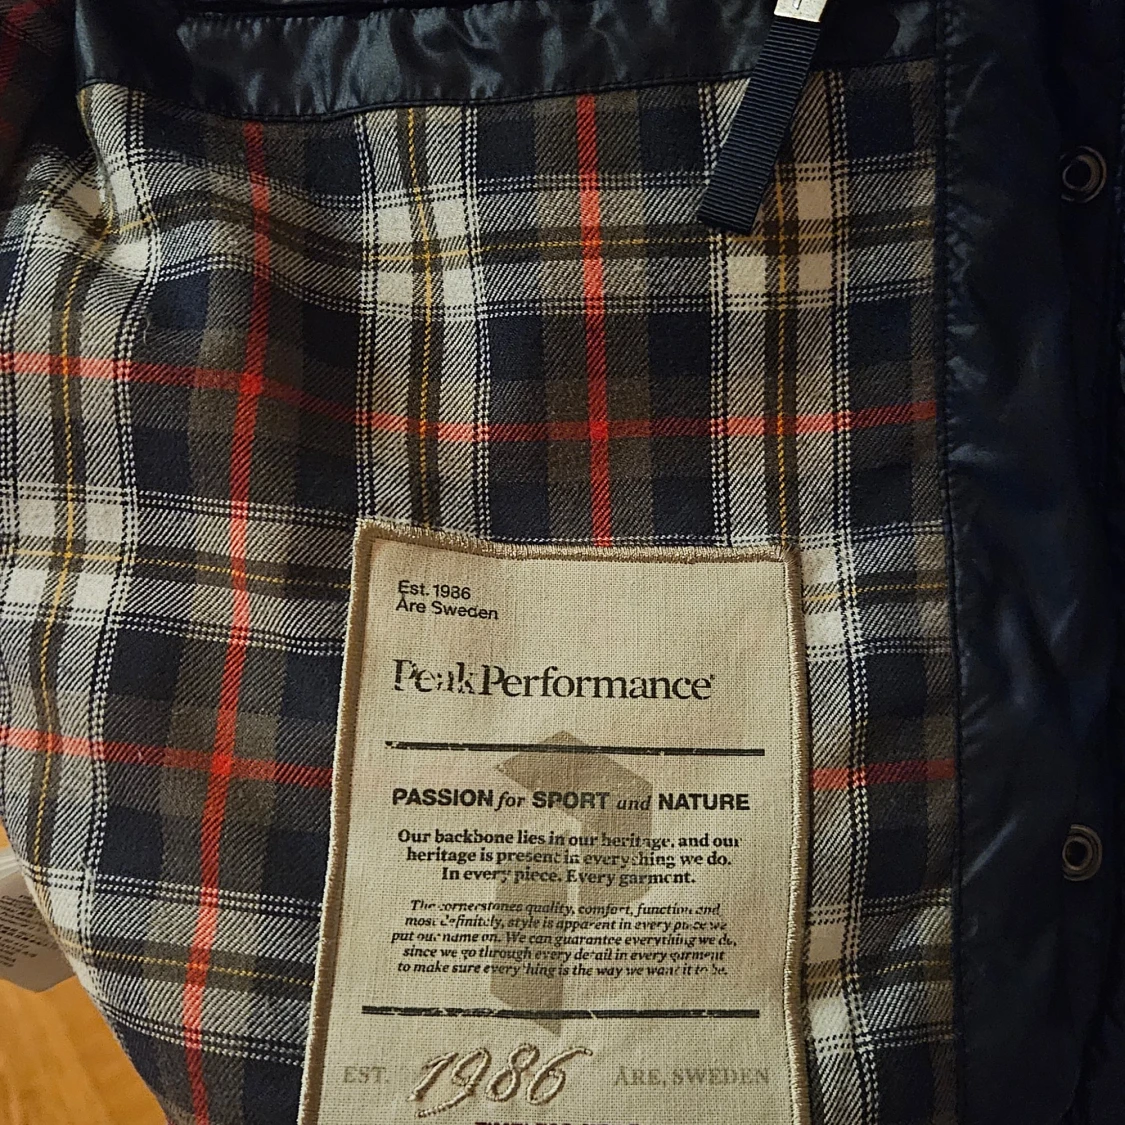 Est. 1986
Åre Sweden
Peak Performance®
PASSION for SPORT and NATURE
Our backbone lies in our heritage, and our
heritage is present in everything we do.
In every piece. Every garment.
The cornerstones quality, comfort, function and
most definitely, style is apparent in every piece we
put our name on. We can guarantee everything we do,
since we go through every detail in every garment
to make sure everything is the way we want it to be.
EST. 1986 ÅRE, SWEDEN